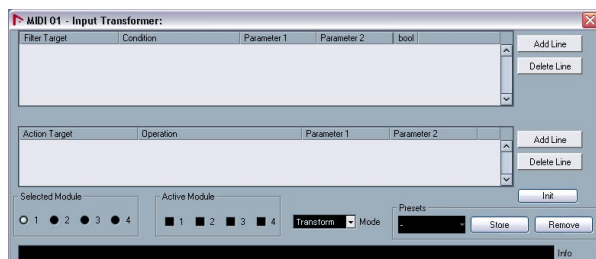 MIDI 01 - Input Transformer:
Filter Target Condition Parameter 1 Parameter 2 bool
Add Line
Delete Line
Action Target Operation Parameter 1 Parameter 2
Add Line
Delete Line
Init
Selected Module Active Module Presets
1 2 3 4 1 2 3 4 Transform Mode - Store Remove
Info